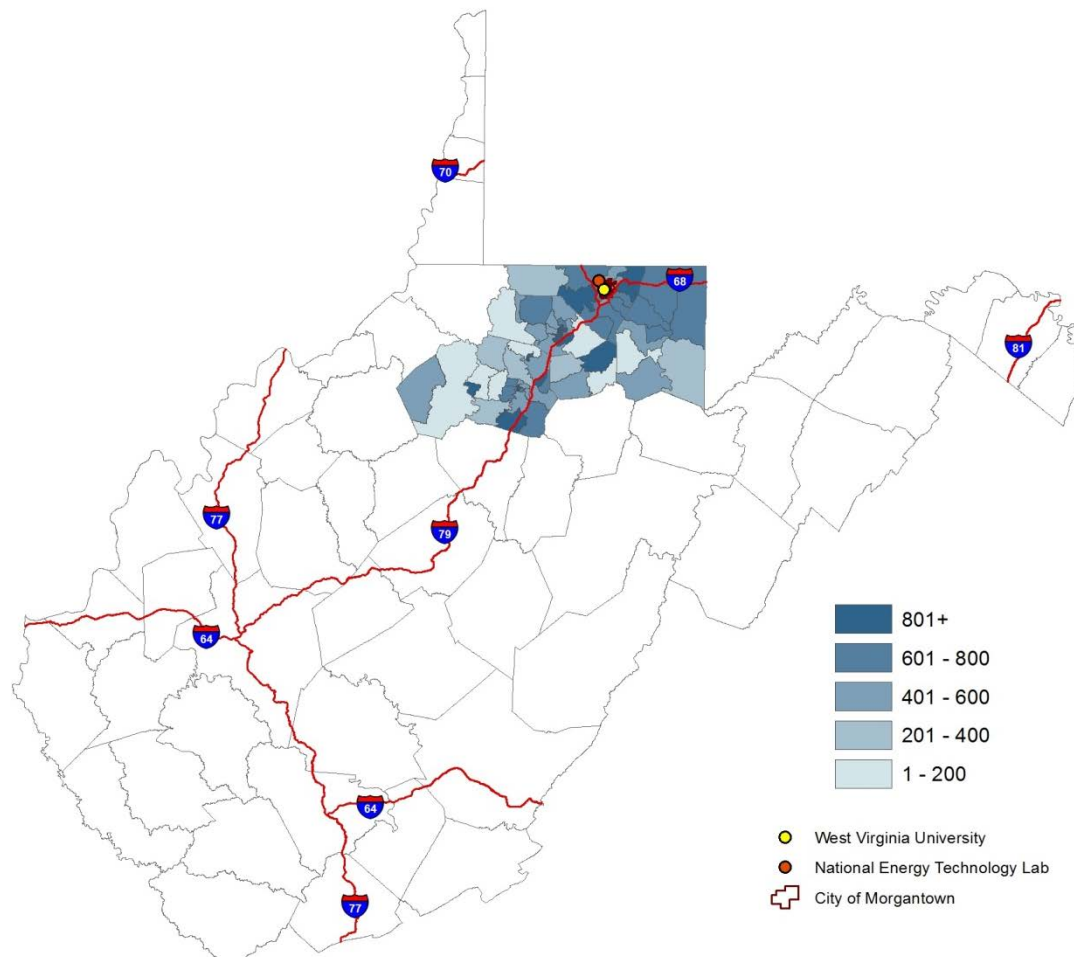 70
68
81
77
79
64
801+
601 - 800
401 - 600
201 - 400
1 - 200
64
West Virginia University
National Energy Technology Lab
City of Morgantown
77